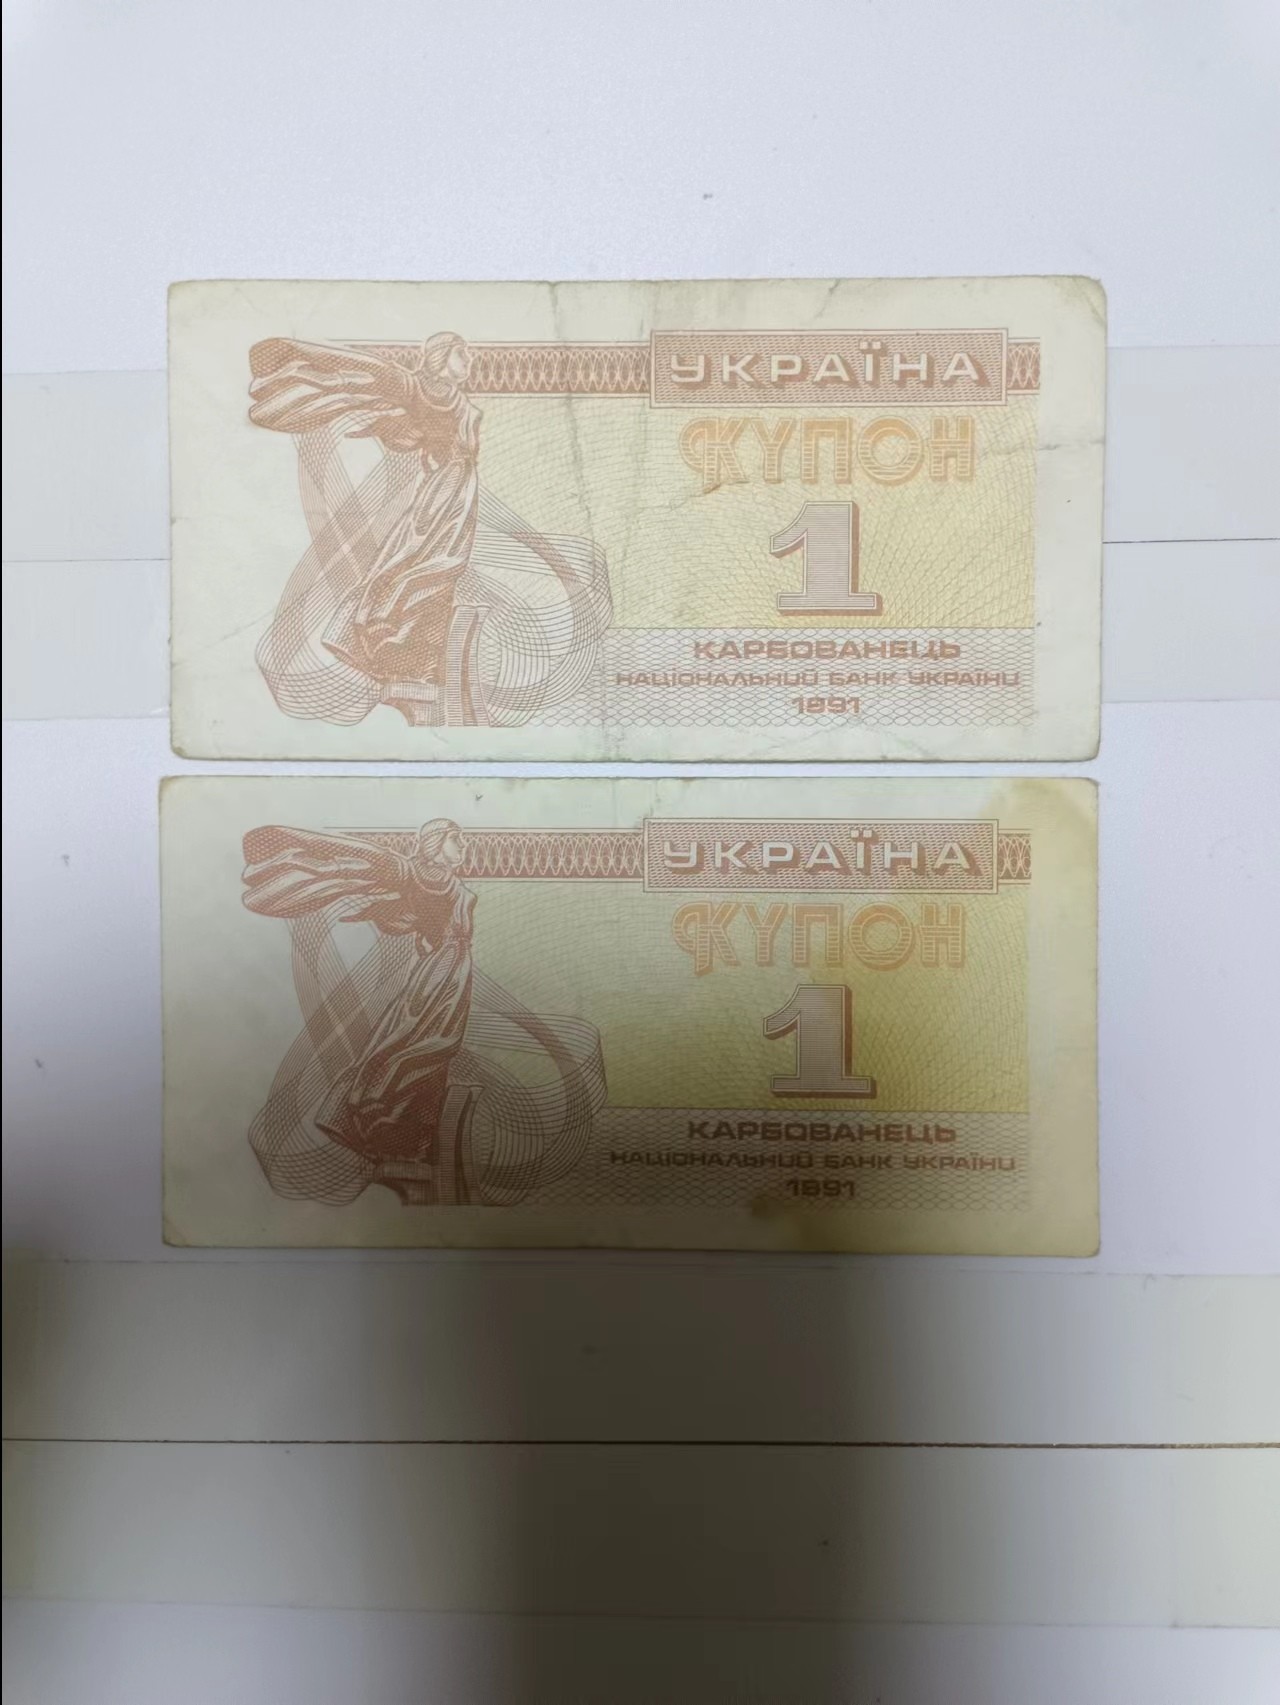 УКРАЇНА
КУПОН
1
КАРБОВАНЕЦЬ
НАЦІОНАЛЬНИЙ БАНК УКРАЇНИ
1991
УКРАЇНА
КУПОН
1
КАРБОВАНЕЦЬ
НАЦІОНАЛЬНИЙ БАНК УКРАЇНИ
1991